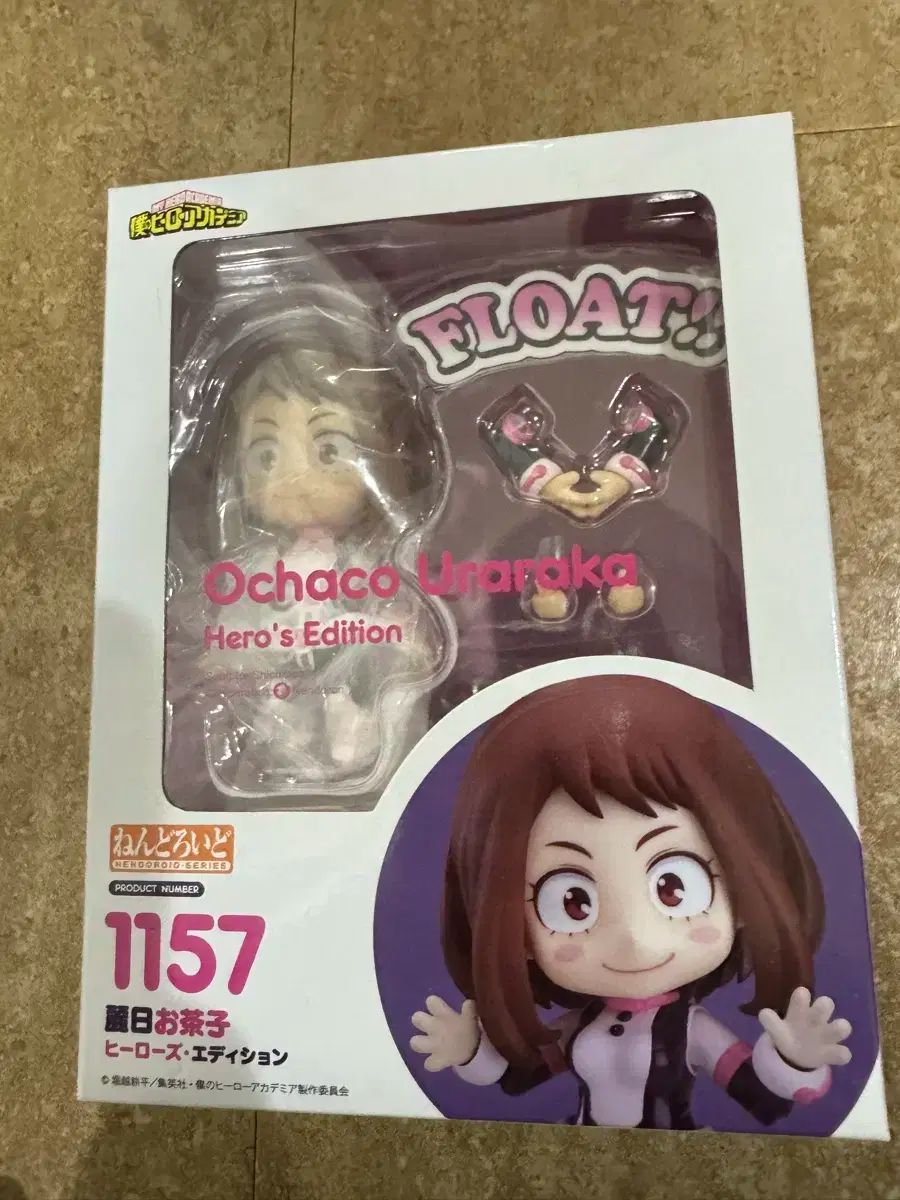 MY HERO ACADEMIA
僕のヒーローアカデミア
FLOAT!!
Ochaco Uraraka
Hero's Edition
ねんどろいど
NENDOROID・SERIES
PRODUCT NUMBER
1157
麗日お茶子
ヒーローズ・エディション
© 堀越耕平／集英社・僕のヒーローアカデミア製作委員会